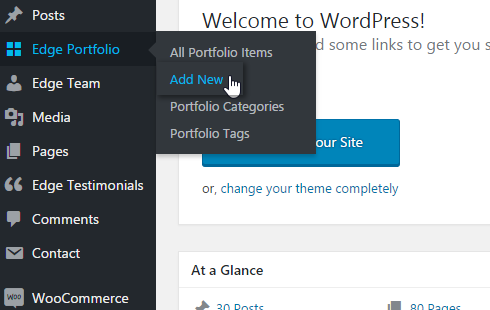 Posts
Edge Portfolio
Edge Team
Media
Pages
Edge Testimonials
Comments
Contact
WOO
WooCommerce
All Portfolio Items
Add New
Portfolio Categories
Portfolio Tags
Welcome to WordPress!
d some links to get you s
our Site
or, change your theme completely
At a Glance
30 Posts
80 Pages